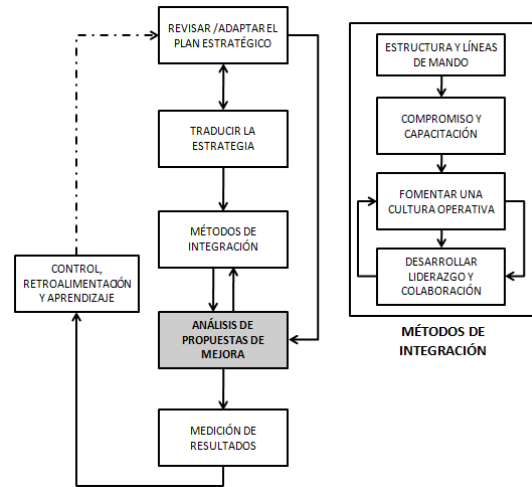 REVISAR /ADAPTAR EL
PLAN ESTRATÉGICO
TRADUCIR LA
ESTRATEGIA
MÉTODOS DE
INTEGRACIÓN
CONTROL,
RETROALIMENTACIÓN
Y APRENDIZAJE
ANÁLISIS DE
PROPUESTAS DE
MEJORA
MEDICIÓN DE
RESULTADOS
ESTRUCTURA Y LÍNEAS
DE MANDO
COMPROMISO Y
CAPACITACIÓN
FOMENTAR UNA
CULTURA OPERATIVA
DESARROLLAR
LIDERAZGO Y
COLABORACIÓN
MÉTODOS DE
INTEGRACIÓN